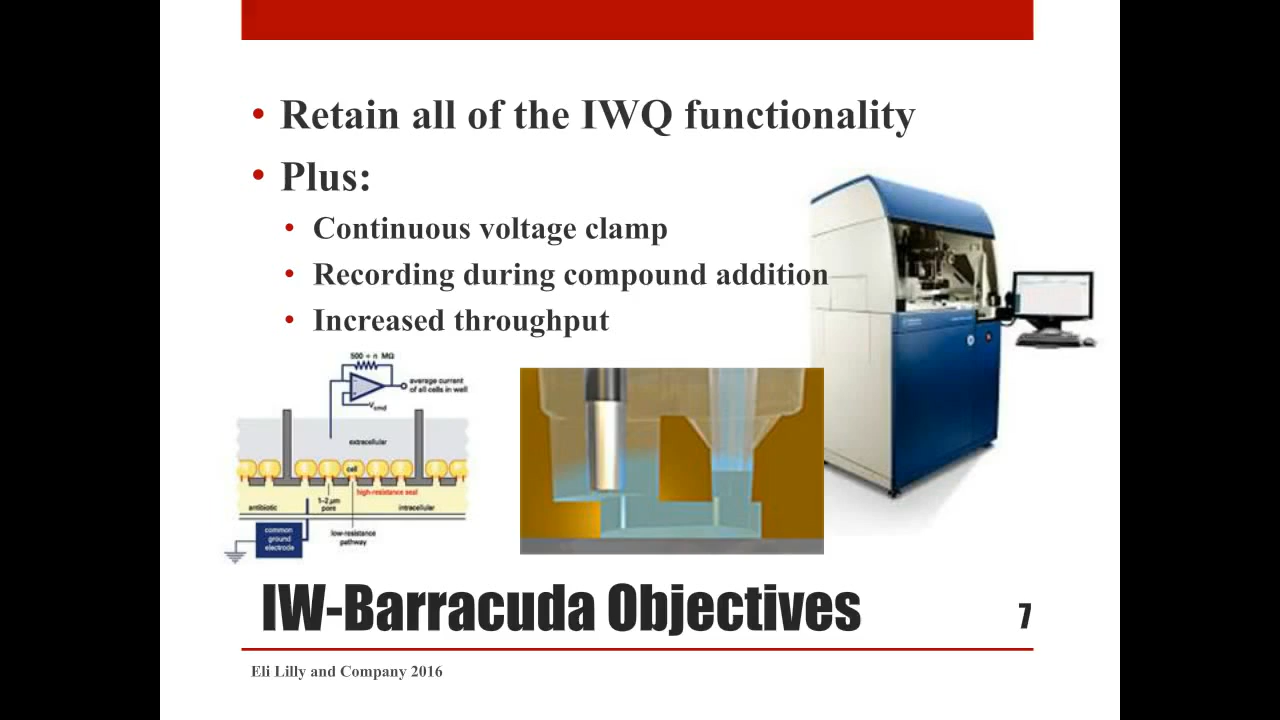 Retain all of the IWQ functionality
Plus:
Continuous voltage clamp
Recording during compound addition
Increased throughput
500 ÷ n MΩ
average current
of all cells in well
Vcmd
extracellular
cell
high-resistance seal
1-2 µm
pore
antibiotic
intracellular
common
ground
electrode
low-resistance
pathway
IW-Barracuda Objectives
7
Eli Lilly and Company 2016